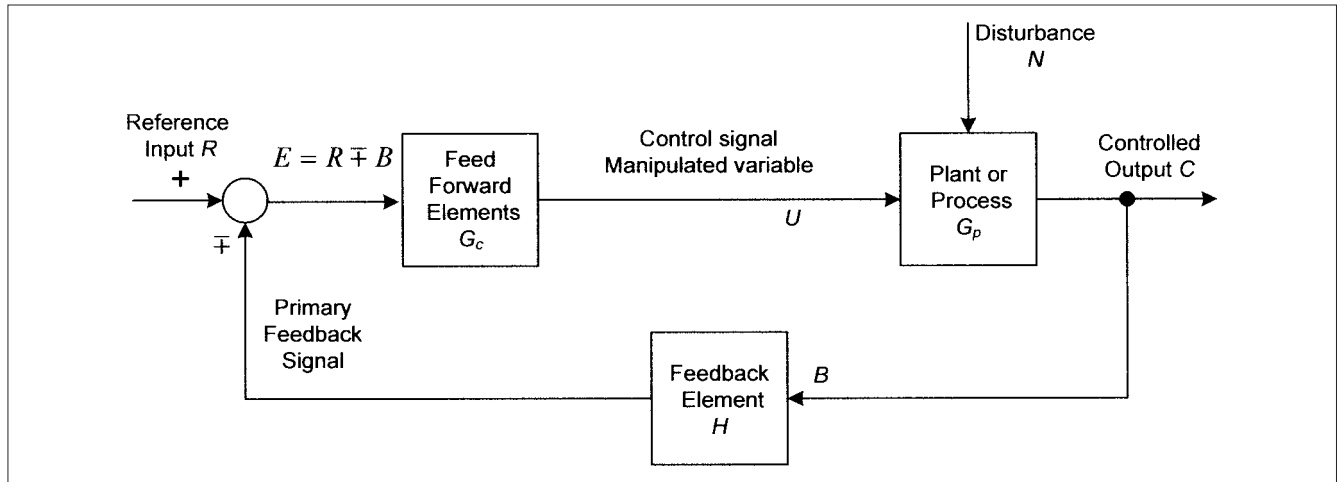 Disturbance
N
Reference
Input R
+
E = R ∓ B
∓
Feed
Forward
Elements
G_c
Control signal
Manipulated variable
U
Plant or
Process
G_p
Controlled
Output C
Primary
Feedback
Signal
Feedback
Element
H
B